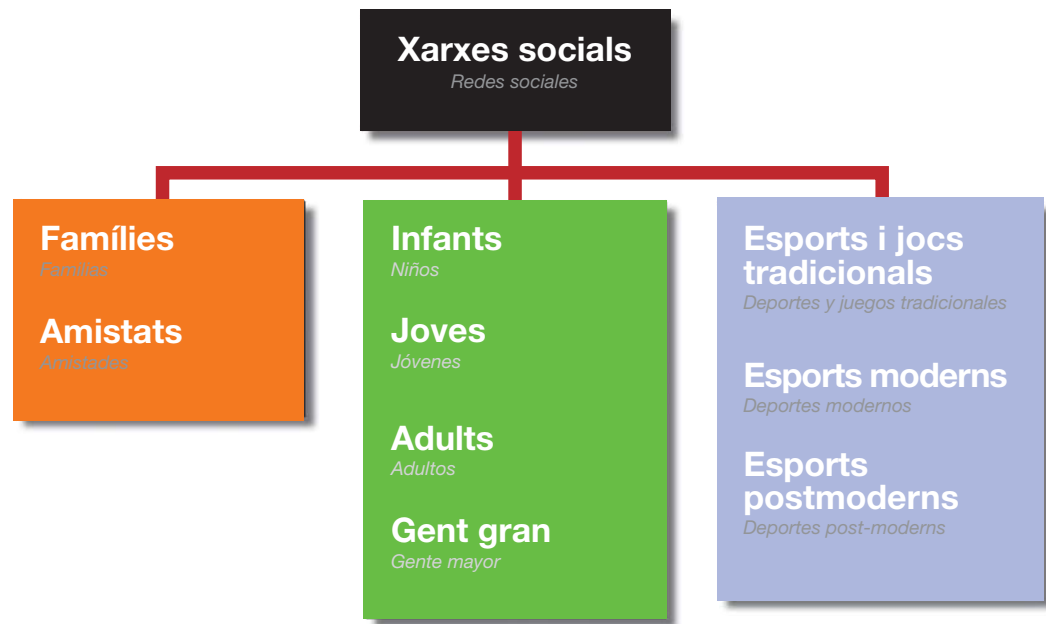 Xarxes socials
Redes sociales
Famílies
Familias
Amistats
Amistades
Infants
Niños
Joves
Jóvenes
Adults
Adultos
Gent gran
Gente mayor
Esports i jocs
tradicionals
Deportes y juegos tradicionales
Esports moderns
Deportes modernos
Esports
postmoderns
Deportes post-moderns